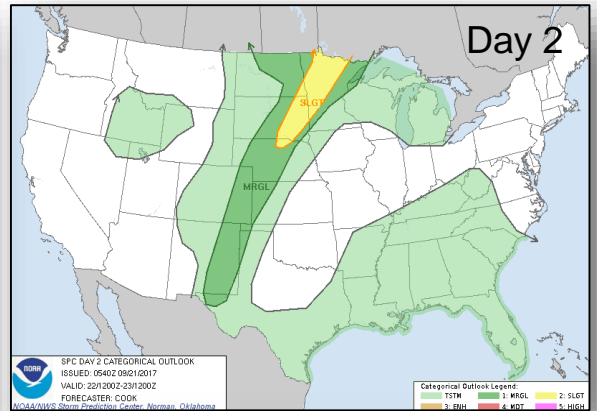 Day 2
SLGT
MRGL
NOAA
SPC DAY 2 CATEGORICAL OUTLOOK
ISSUED: 0540Z 09/21/2017
VALID: 22/1200Z-23/1200Z
FORECASTER: COOK
NOAA/NWS Storm Prediction Center, Norman, Oklahoma
Categorical Outlook Legend:
TSTM 1: MRGL 2: SLGT
3: ENH 4: MDT 5: HIGH